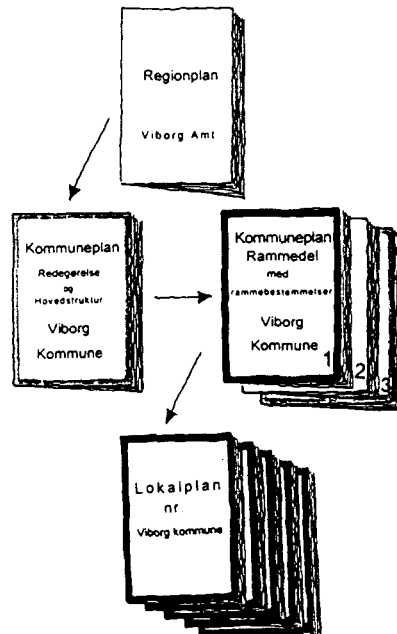 Regionplan
Viborg Amt
Kommuneplan
Redegørelse
og
Hovedstruktur
Viborg
Kommune
Kommuneplan
Rammedel
med
rammebestemmelser
Viborg
Kommune
1
2
3
Lokalplan
nr.
Viborg kommune